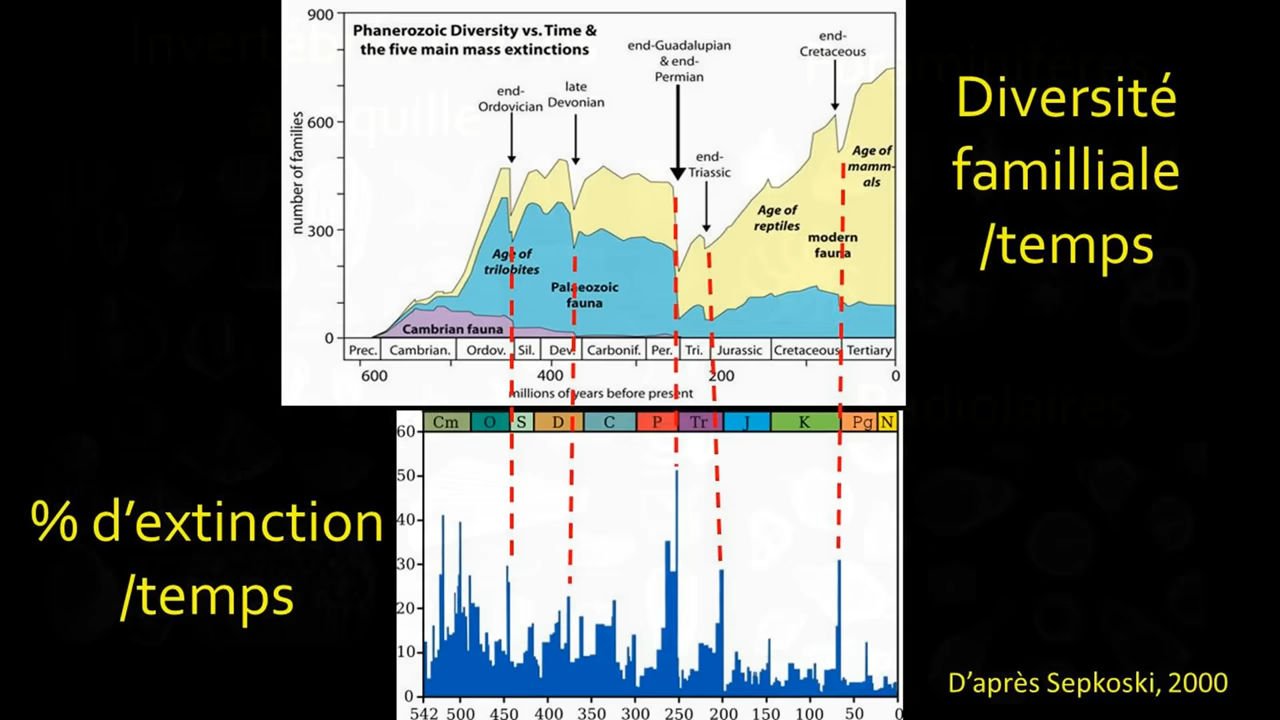 900
Phanerozoic Diversity vs. Time &
the five main mass extinctions
end-
Cretaceous
end-Guadalupian
& end-
Permian
end-
Ordovician
late
Devonian
end-
Triassic
600
300
0
number of families
Age of
mamm-
als
Age of
reptiles
modern
fauna
Age of
trilobites
Palaeozoic
fauna
Cambrian fauna
Prec. Cambrian. Ordov. Sil. Dev. Carbonif. Per. Tri. Jurassic Cretaceous Tertiary
600 400 200 0
millions of years before present
Diversité
familliale
/temps
Cm O S D C P Tr J K Pg N
60
50
40
30
20
10
0
542 500 450 400 350 300 250 200 150 100 50 0
% d’extinction
/temps
D’après Sepkoski, 2000